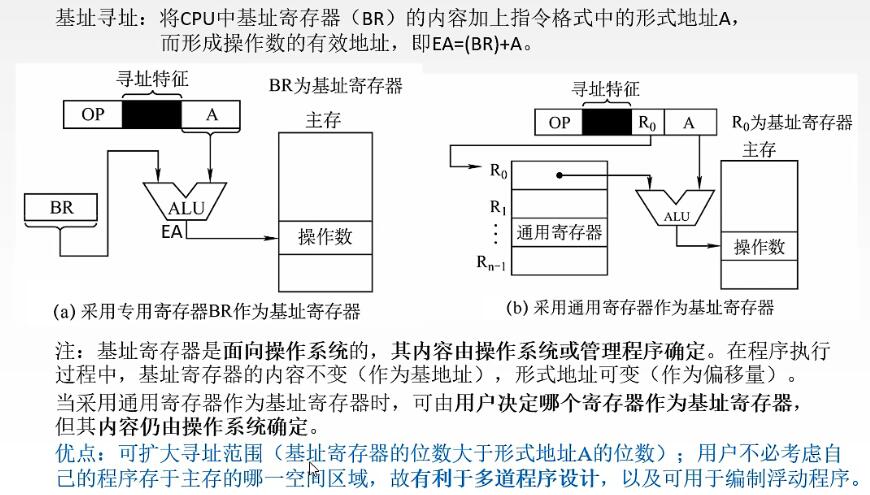 基址寻址：将CPU中基址寄存器（BR）的内容加上指令格式中的形式地址A，
而形成操作数的有效地址，即EA=(BR)+A。
寻址特征
BR为基址寄存器
OP
A
主存
BR
ALU
EA
操作数
(a) 采用专用寄存器BR作为基址寄存器
寻址特征
OP
R0
A
R0为基址寄存器
主存
R0
R1
⋮
通用寄存器
Rn-1
ALU
操作数
(b) 采用通用寄存器作为基址寄存器
注：基址寄存器是面向操作系统的，其内容由操作系统或管理程序确定。在程序执行
过程中，基址寄存器的内容不变（作为基地址），形式地址可变（作为偏移量）。
当采用通用寄存器作为基址寄存器时，可由用户决定哪个寄存器作为基址寄存器，
但其内容仍由操作系统确定。
优点：可扩大寻址范围（基址寄存器的位数大于形式地址A的位数）；用户不必考虑自
己的程序存于主存的哪一空间区域，故有利于多道程序设计，以及可用于编制浮动程序。